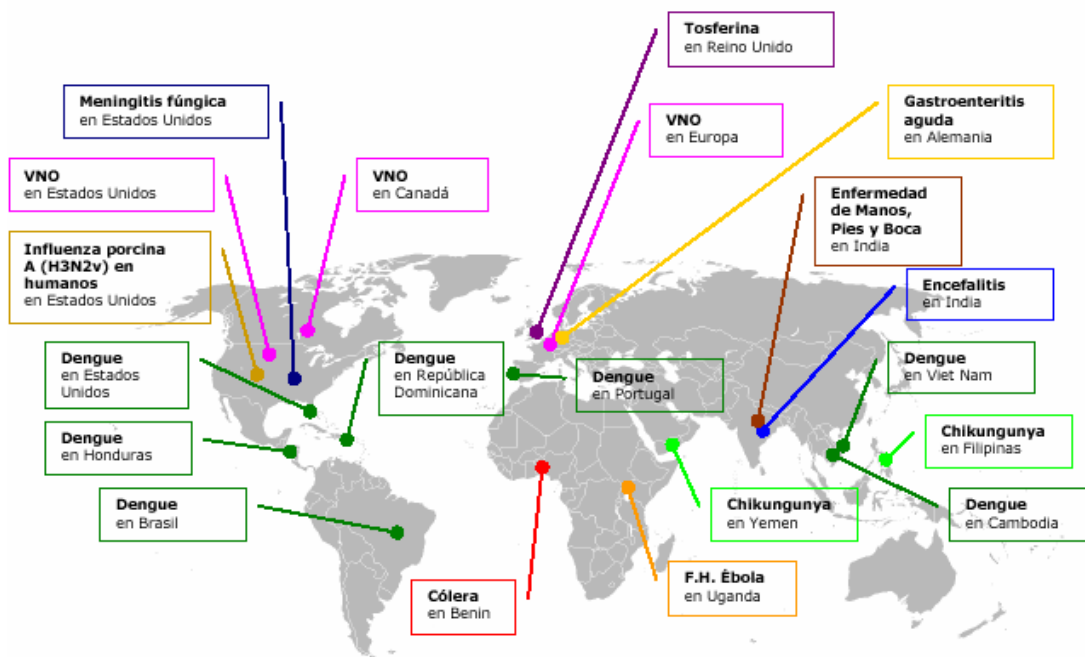 Tosferina
en Reino Unido
Meningitis fúngica
en Estados Unidos
VNO
en Europa
Gastroenteritis
aguda
en Alemania
VNO
en Estados Unidos
VNO
en Canadá
Enfermedad
de Manos,
Pies y Boca
en India
Influenza porcina
A (H3N2v) en
humanos
en Estados Unidos
Encefalitis
en India
Dengue
en Estados
Unidos
Dengue
en República
Dominicana
Dengue
en Portugal
Dengue
en Viet Nam
Dengue
en Honduras
Chikungunya
en Filipinas
Dengue
en Brasil
Chikungunya
en Yemen
Dengue
en Cambodia
Cólera
en Benin
F.H. Ébola
en Uganda